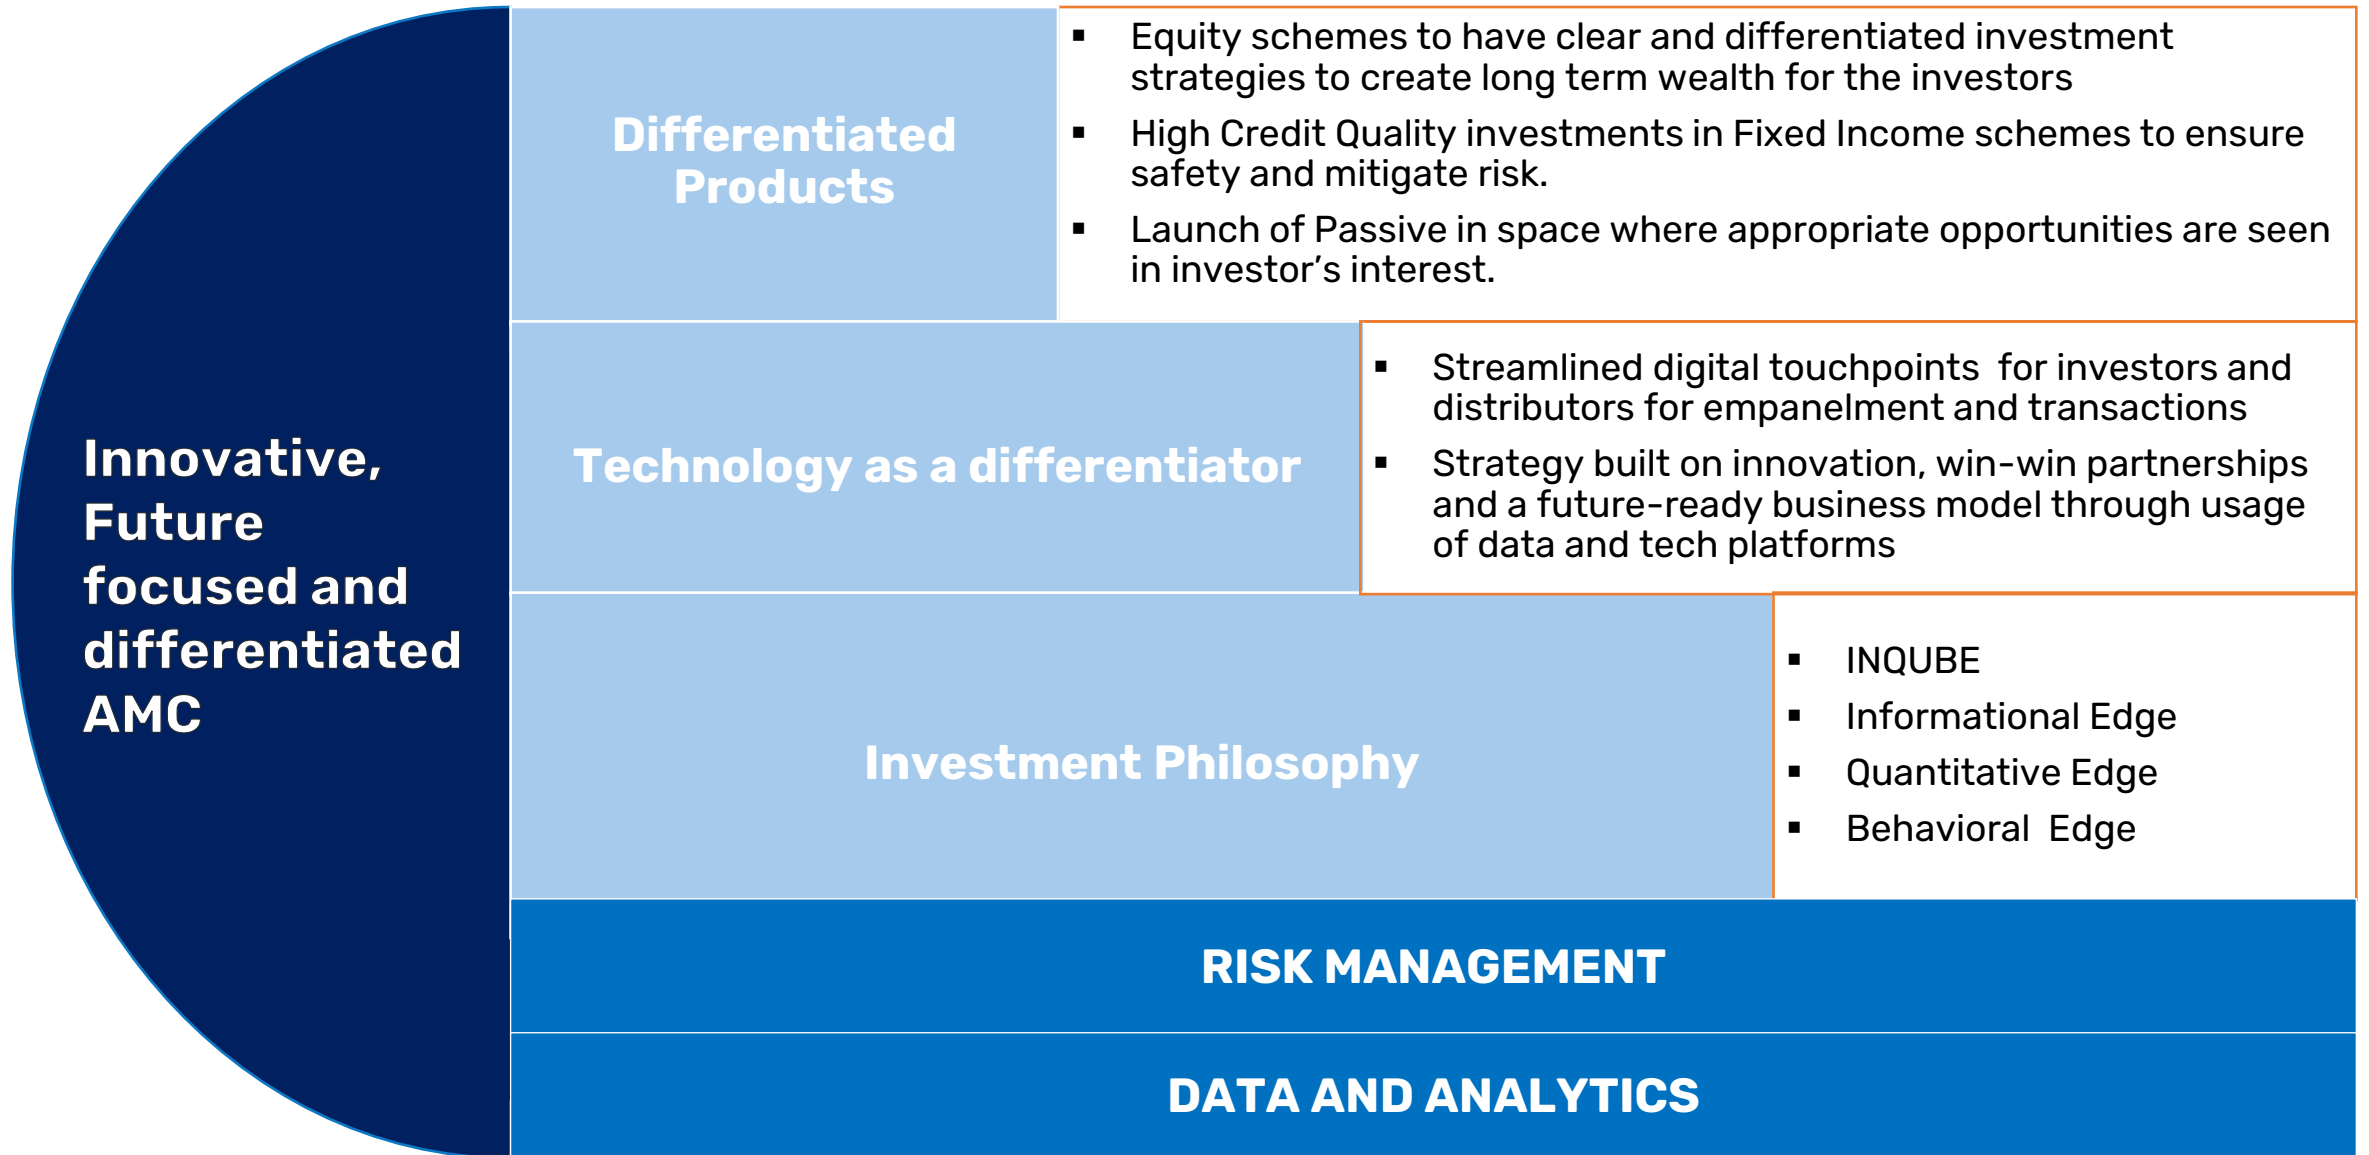 Innovative,
Future
focused and
differentiated
AMC
Differentiated
Products
▪ Equity schemes to have clear and differentiated investment
strategies to create long term wealth for the investors
▪ High Credit Quality investments in Fixed Income schemes to ensure
safety and mitigate risk.
▪ Launch of Passive in space where appropriate opportunities are seen
in investor’s interest.
Technology as a differentiator
▪ Streamlined digital touchpoints  for investors and
distributors for empanelment and transactions
▪ Strategy built on innovation, win-win partnerships
and a future-ready business model through usage
of data and tech platforms
Investment Philosophy
▪ INQUBE
▪ Informational Edge
▪ Quantitative Edge
▪ Behavioral  Edge
RISK MANAGEMENT
DATA AND ANALYTICS